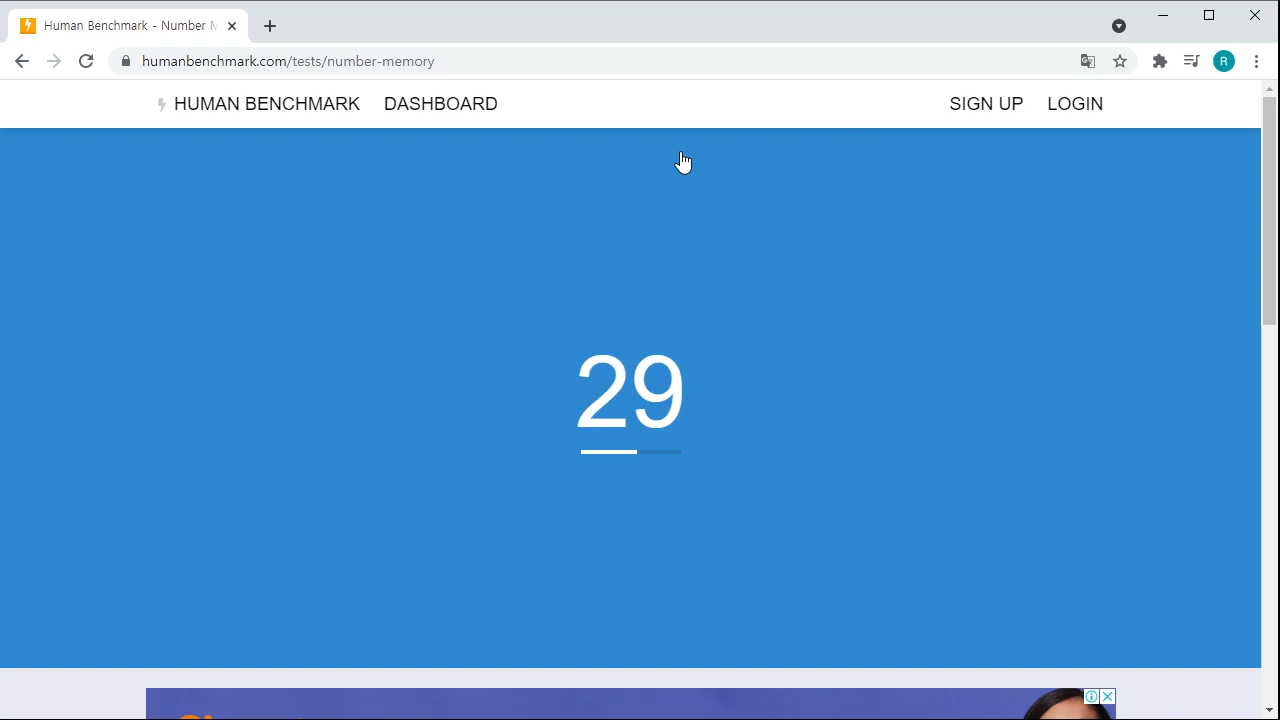 Human Benchmark - Number M
humanbenchmark.com/tests/number-memory
R
HUMAN BENCHMARK DASHBOARD SIGN UP LOGIN
29